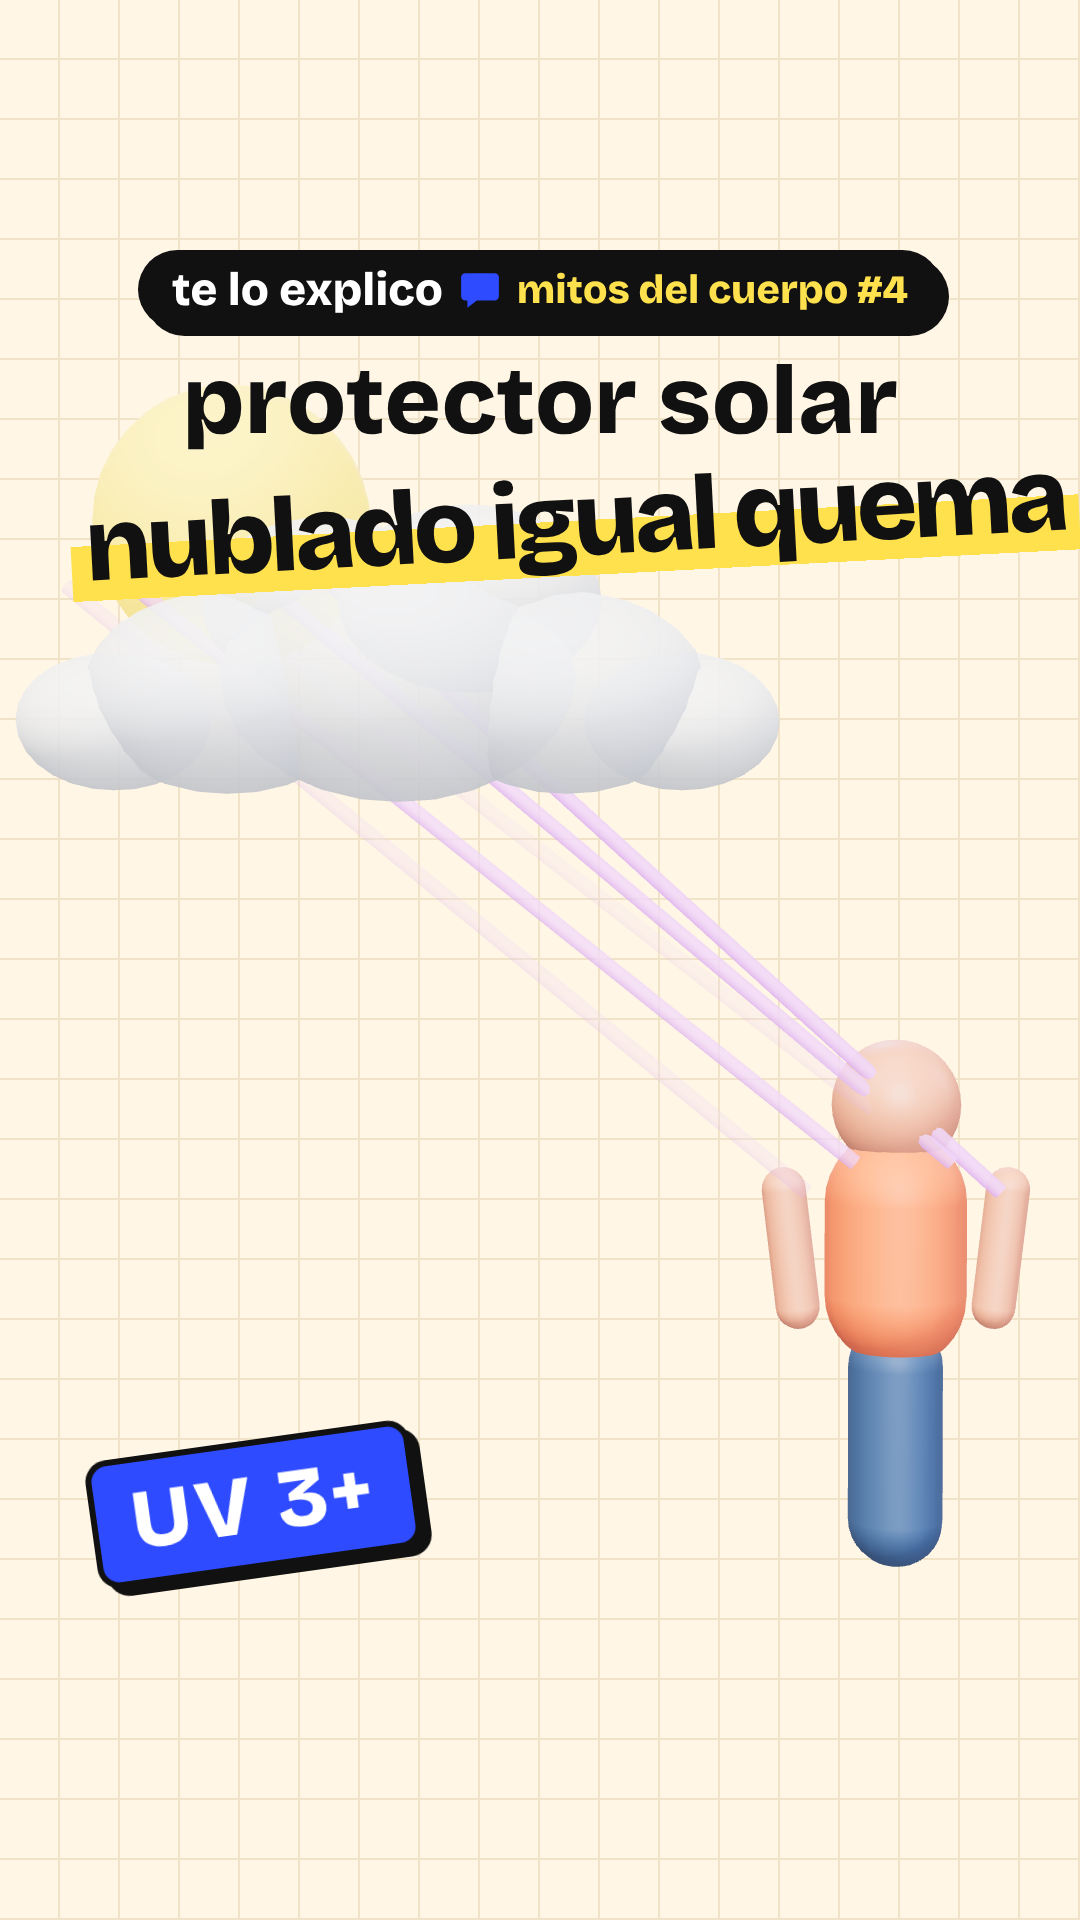 te lo explico mitos del cuerpo #4
protector solar
nublado igual quema
UV 3+